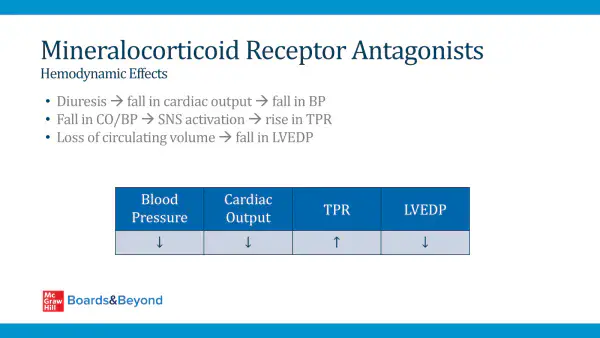 Mineralocorticoid Receptor Antagonists
Hemodynamic Effects
• Diuresis → fall in cardiac output → fall in BP
• Fall in CO/BP → SNS activation → rise in TPR
• Loss of circulating volume → fall in LVEDP
Blood Pressure Cardiac Output TPR LVEDP
↓ ↓ ↑ ↓
Mc Graw Hill Boards&Beyond